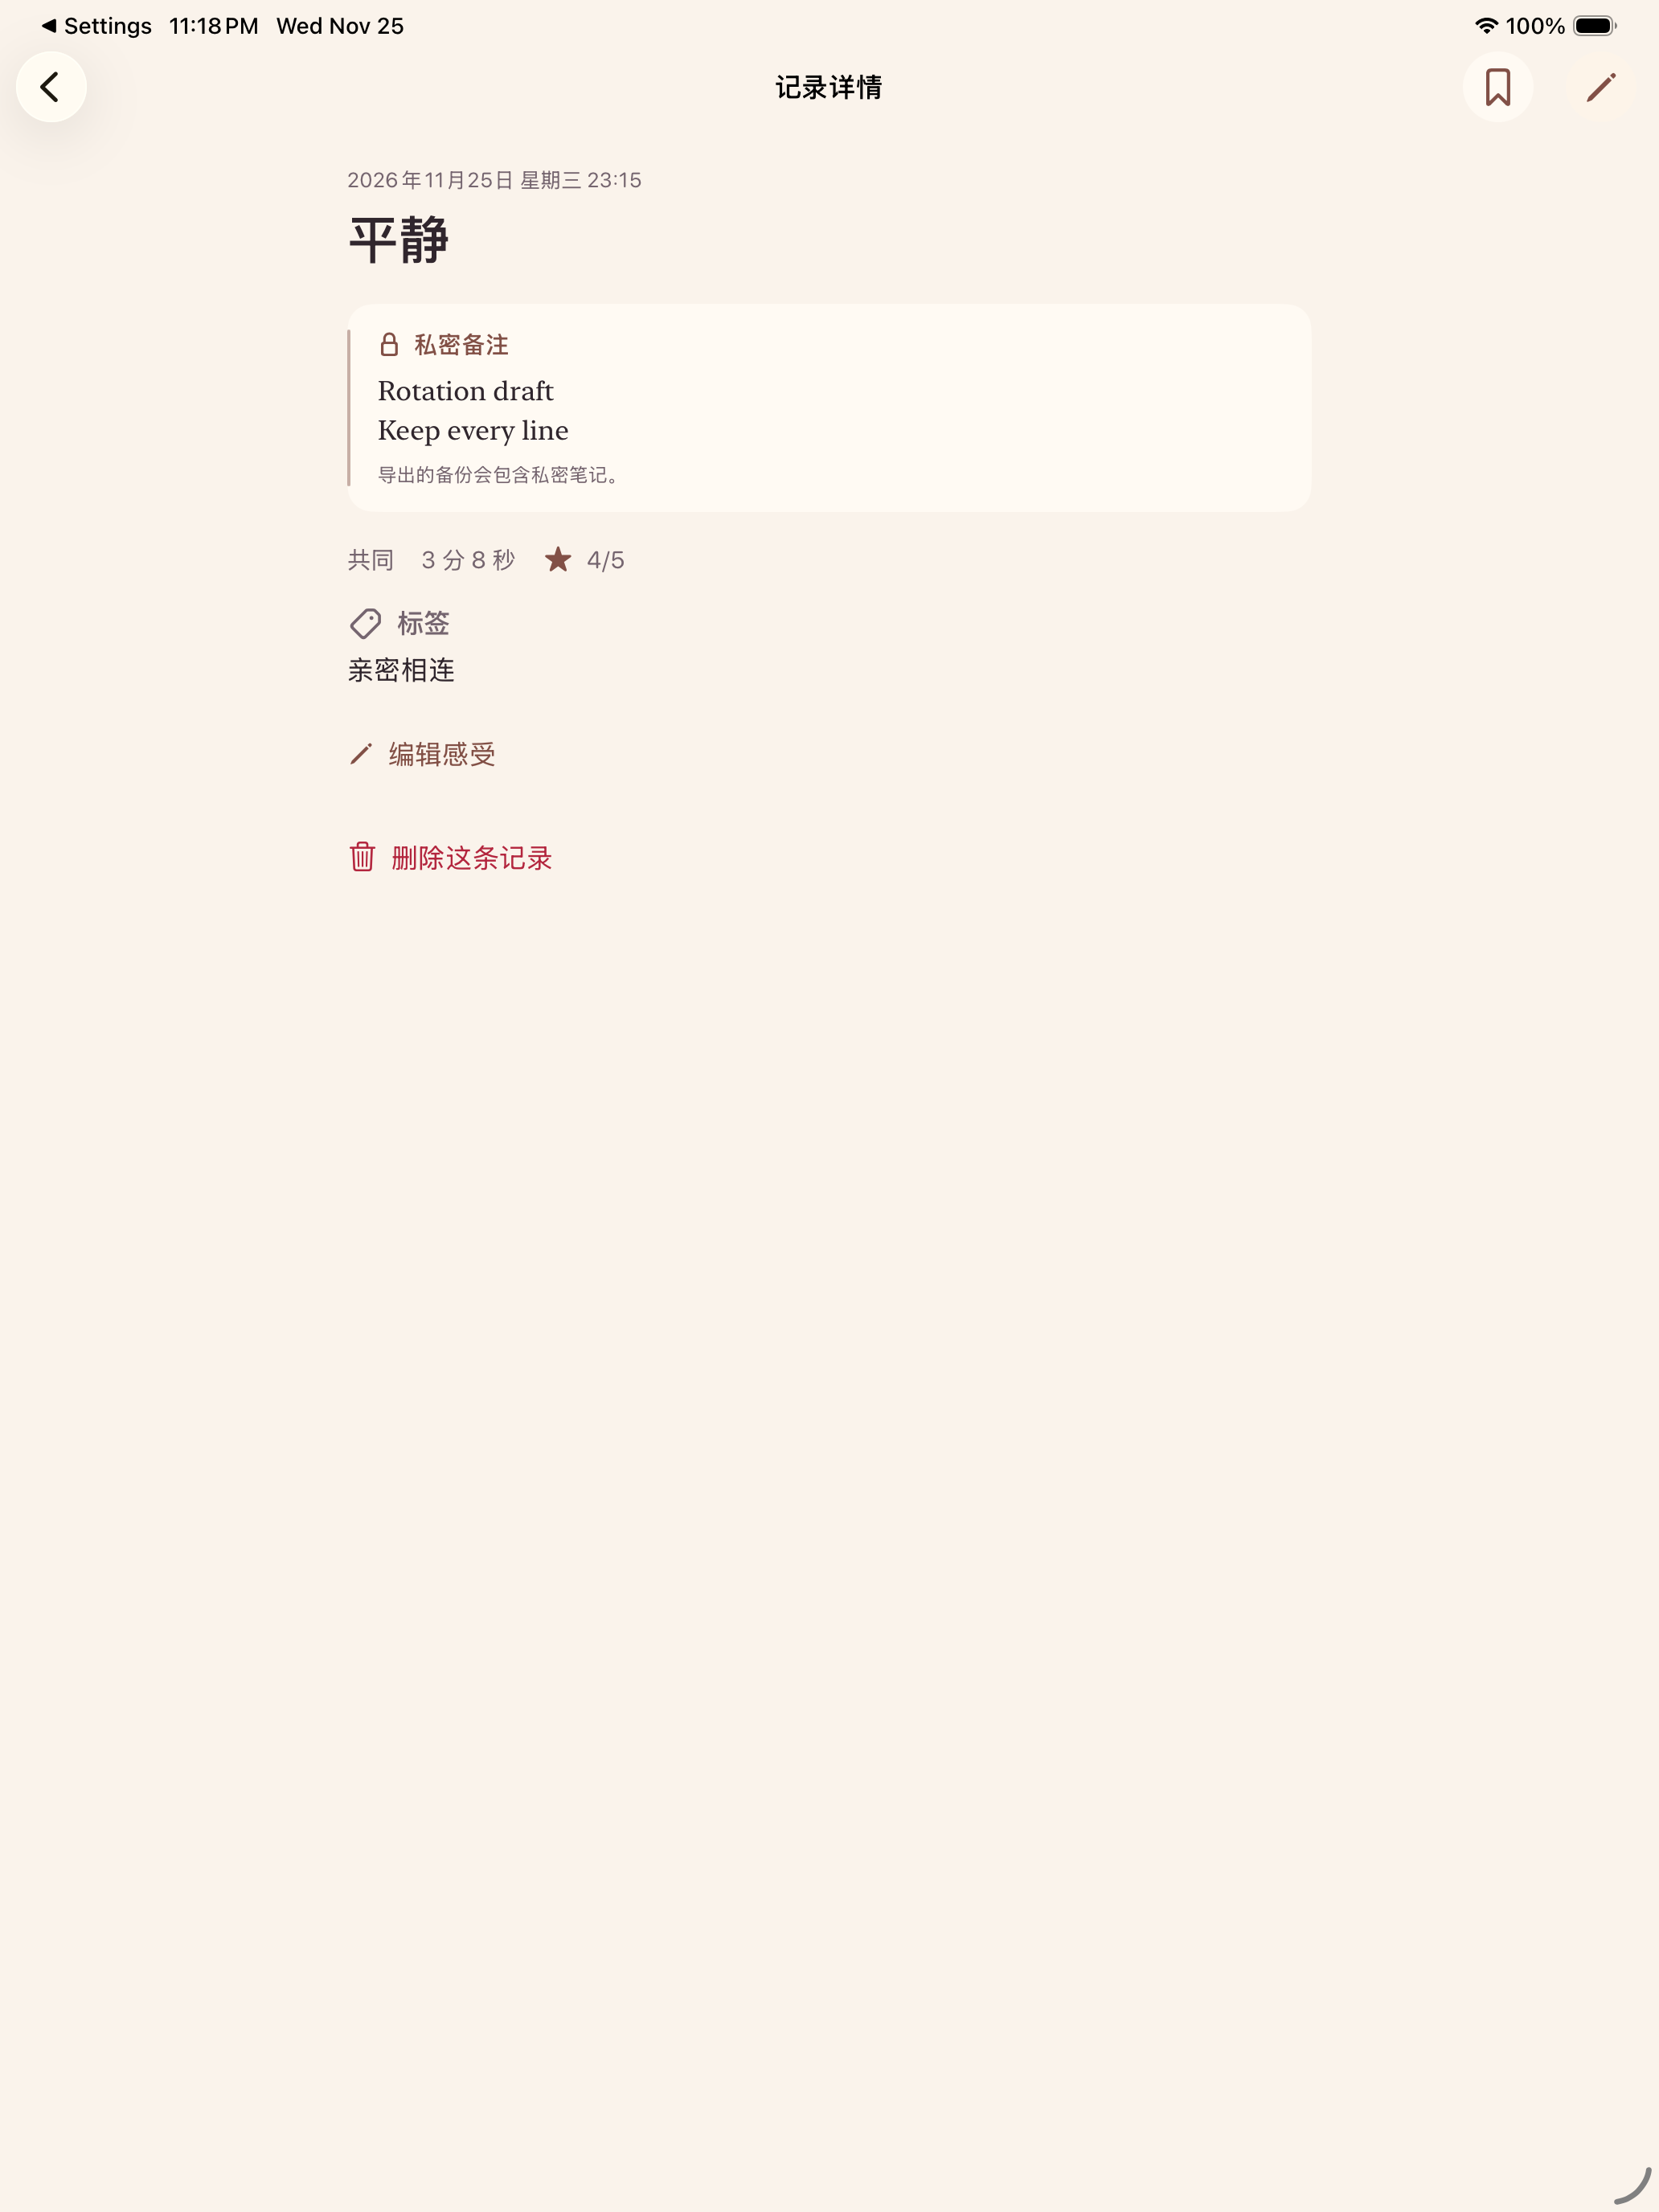 Settings 11:18 PM Wed Nov 25 100%
记录详情
2026年11月25日 星期三 23:15
平静
私密备注
Rotation draft
Keep every line
导出的备份会包含私密笔记。
共同 3 分 8 秒 4/5
标签
亲密相连
编辑感受
删除这条记录